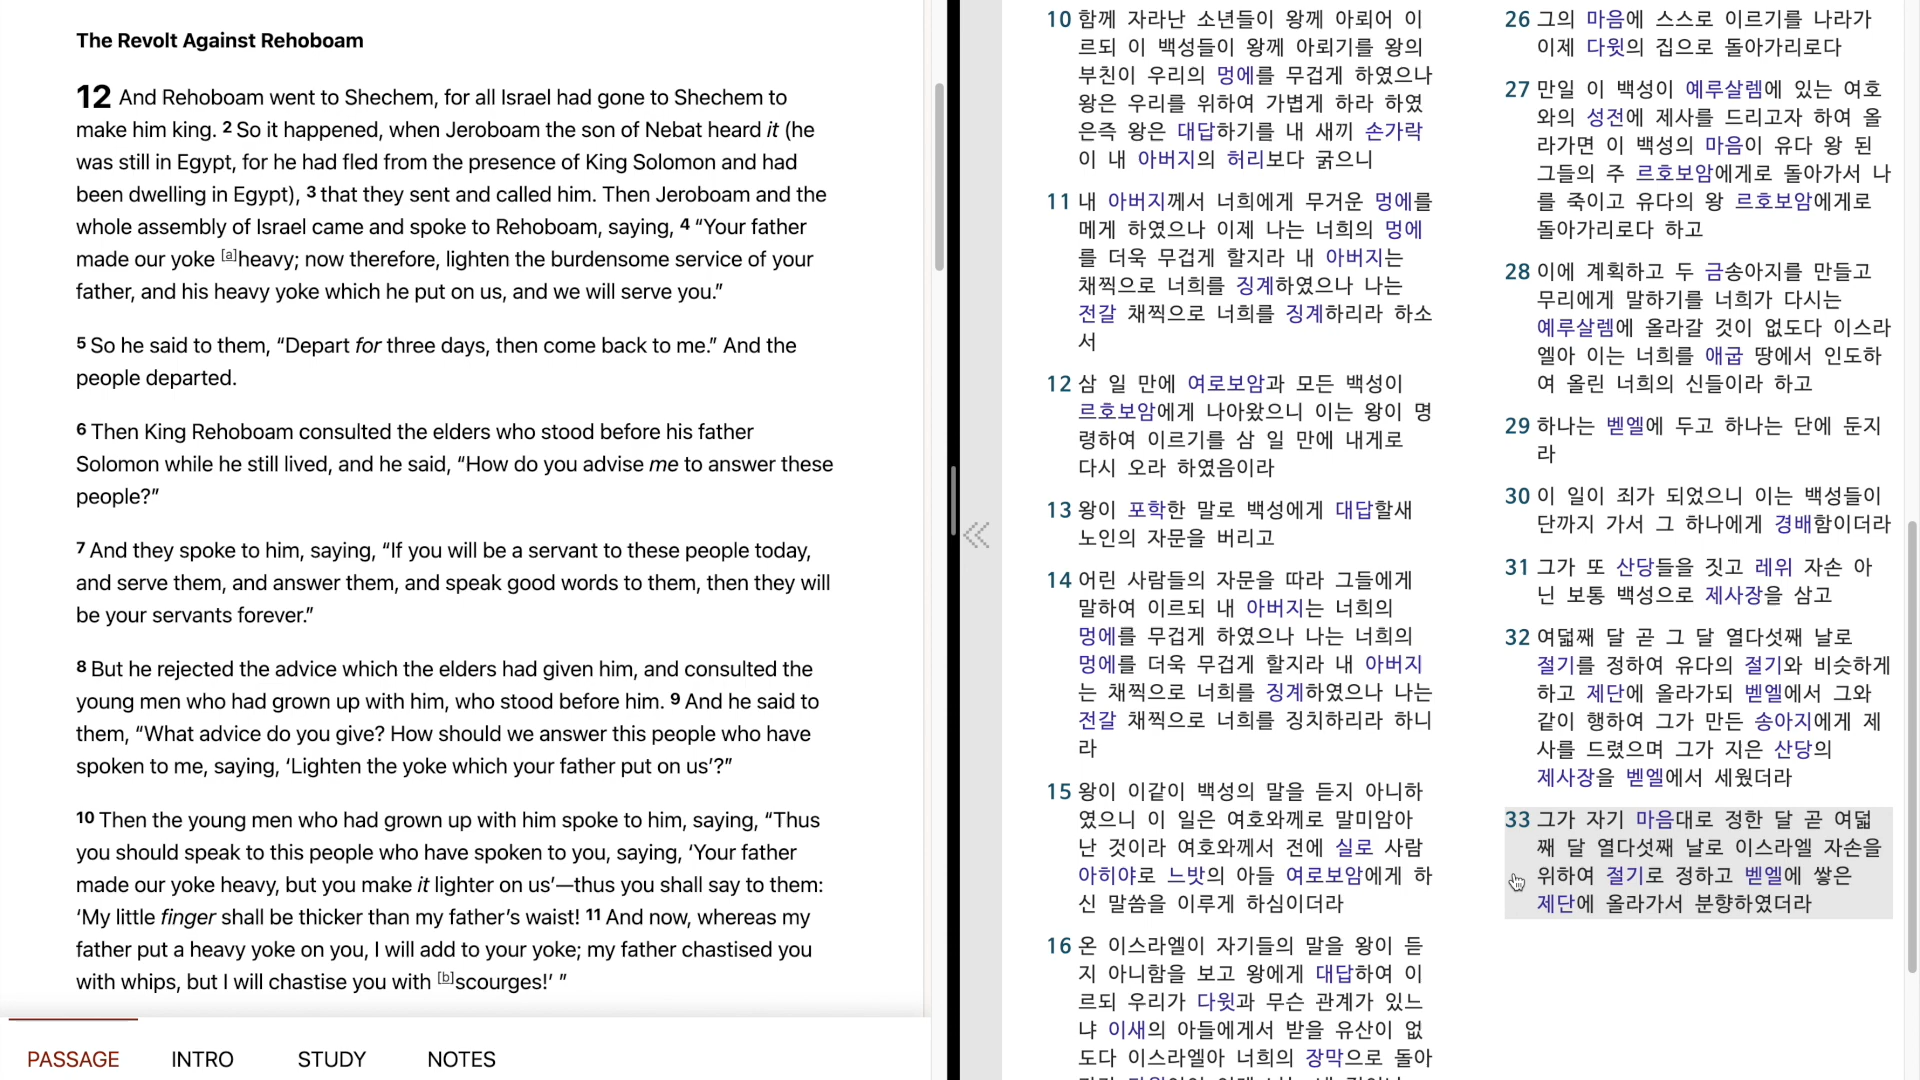 The Revolt Against Rehoboam
12 And Rehoboam went to Shechem, for all Israel had gone to Shechem to
make him king. 2 So it happened, when Jeroboam the son of Nebat heard it (he
was still in Egypt, for he had fled from the presence of King Solomon and had
been dwelling in Egypt), 3 that they sent and called him. Then Jeroboam and the
whole assembly of Israel came and spoke to Rehoboam, saying, 4 “Your father
made our yoke [a]heavy; now therefore, lighten the burdensome service of your
father, and his heavy yoke which he put on us, and we will serve you.”
5 So he said to them, “Depart for three days, then come back to me.” And the
people departed.
6 Then King Rehoboam consulted the elders who stood before his father
Solomon while he still lived, and he said, “How do you advise me to answer these
people?”
7 And they spoke to him, saying, “If you will be a servant to these people today,
and serve them, and answer them, and speak good words to them, then they will
be your servants forever.”
8 But he rejected the advice which the elders had given him, and consulted the
young men who had grown up with him, who stood before him. 9 And he said to
them, “What advice do you give? How should we answer this people who have
spoken to me, saying, ‘Lighten the yoke which your father put on us’?”
10 Then the young men who had grown up with him spoke to him, saying, “Thus
you should speak to this people who have spoken to you, saying, ‘Your father
made our yoke heavy, but you make it lighter on us’—thus you shall say to them:
‘My little finger shall be thicker than my father’s waist! 11 And now, whereas my
father put a heavy yoke on you, I will add to your yoke; my father chastised you
with whips, but I will chastise you with [b]scourges!’ ”
PASSAGE INTRO STUDY NOTES
10 함께 자라난 소년들이 왕께 아뢰어 이
르되 이 백성들이 왕께 아뢰기를 왕의
부친이 우리의 멍에를 무겁게 하였으나
왕은 우리를 위하여 가볍게 하라 하였
은즉 왕은 대답하기를 내 새끼 손가락
이 내 아버지의 허리보다 굵으니
11 내 아버지께서 너희에게 무거운 멍에를
메게 하였으나 이제 나는 너희의 멍에
를 더욱 무겁게 할지라 내 아버지는
채찍으로 너희를 징계하였으나 나는
전갈 채찍으로 너희를 징계하리라 하소
서
12 삼 일 만에 여로보암과 모든 백성이
르호보암에게 나아왔으니 이는 왕이 명
령하여 이르기를 삼 일 만에 내게로
다시 오라 하였음이라
13 왕이 포학한 말로 백성에게 대답할새
노인의 자문을 버리고
14 어린 사람들의 자문을 따라 그들에게
말하여 이르되 내 아버지는 너희의
멍에를 무겁게 하였으나 나는 너희의
멍에를 더욱 무겁게 할지라 내 아버지
는 채찍으로 너희를 징계하였으나 나는
전갈 채찍으로 너희를 징치하리라 하니
라
15 왕이 이같이 백성의 말을 듣지 아니하
였으니 이 일은 여호와께로 말미암아
난 것이라 여호와께서 전에 실로 사람
아히야로 느밧의 아들 여로보암에게 하
신 말씀을 이루게 하심이더라
16 온 이스라엘이 자기들의 말을 왕이 듣
지 아니함을 보고 왕에게 대답하여 이
르되 우리가 다윗과 무슨 관계가 있느
냐 이새의 아들에게서 받을 유산이 없
도다 이스라엘아 너희의 장막으로 돌아
26 그의 마음에 스스로 이르기를 나라가
이제 다윗의 집으로 돌아가리로다
27 만일 이 백성이 예루살렘에 있는 여호
와의 성전에 제사를 드리고자 하여 올
라가면 이 백성의 마음이 유다 왕 된
그들의 주 르호보암에게로 돌아가서 나
를 죽이고 유다의 왕 르호보암에게로
돌아가리로다 하고
28 이에 계획하고 두 금송아지를 만들고
무리에게 말하기를 너희가 다시는
예루살렘에 올라갈 것이 없도다 이스라
엘아 이는 너희를 애굽 땅에서 인도하
여 올린 너희의 신들이라 하고
29 하나는 벧엘에 두고 하나는 단에 둔지
라
30 이 일이 죄가 되었으니 이는 백성들이
단까지 가서 그 하나에게 경배함이더라
31 그가 또 산당들을 짓고 레위 자손 아
닌 보통 백성으로 제사장을 삼고
32 여덟째 달 곧 그 달 열다섯째 날로
절기를 정하여 유다의 절기와 비슷하게
하고 제단에 올라가되 벧엘에서 그와
같이 행하여 그가 만든 송아지에게 제
사를 드렸으며 그가 지은 산당의
제사장을 벧엘에서 세웠더라
33 그가 자기 마음대로 정한 달 곧 여덟
째 달 열다섯째 날로 이스라엘 자손을
위하여 절기로 정하고 벧엘에 쌓은
제단에 올라가서 분향하였더라